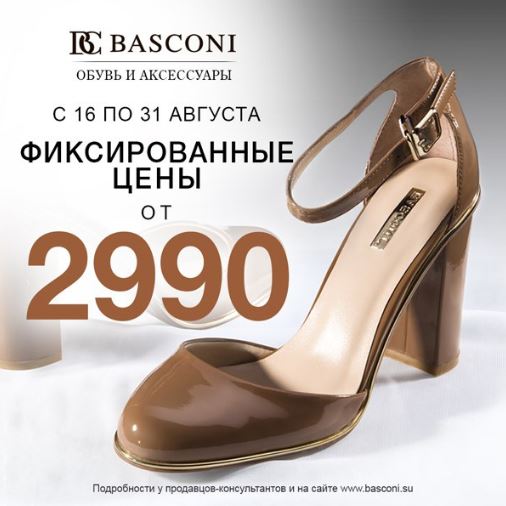 BC BASCONI
ОБУВЬ И АКСЕССУАРЫ
С 16 ПО 31 АВГУСТА
ФИКСИРОВАННЫЕ
ЦЕНЫ
ОТ
2990
BASCONI
Подробности у продавцов-консультантов и на сайте www.basconi.su